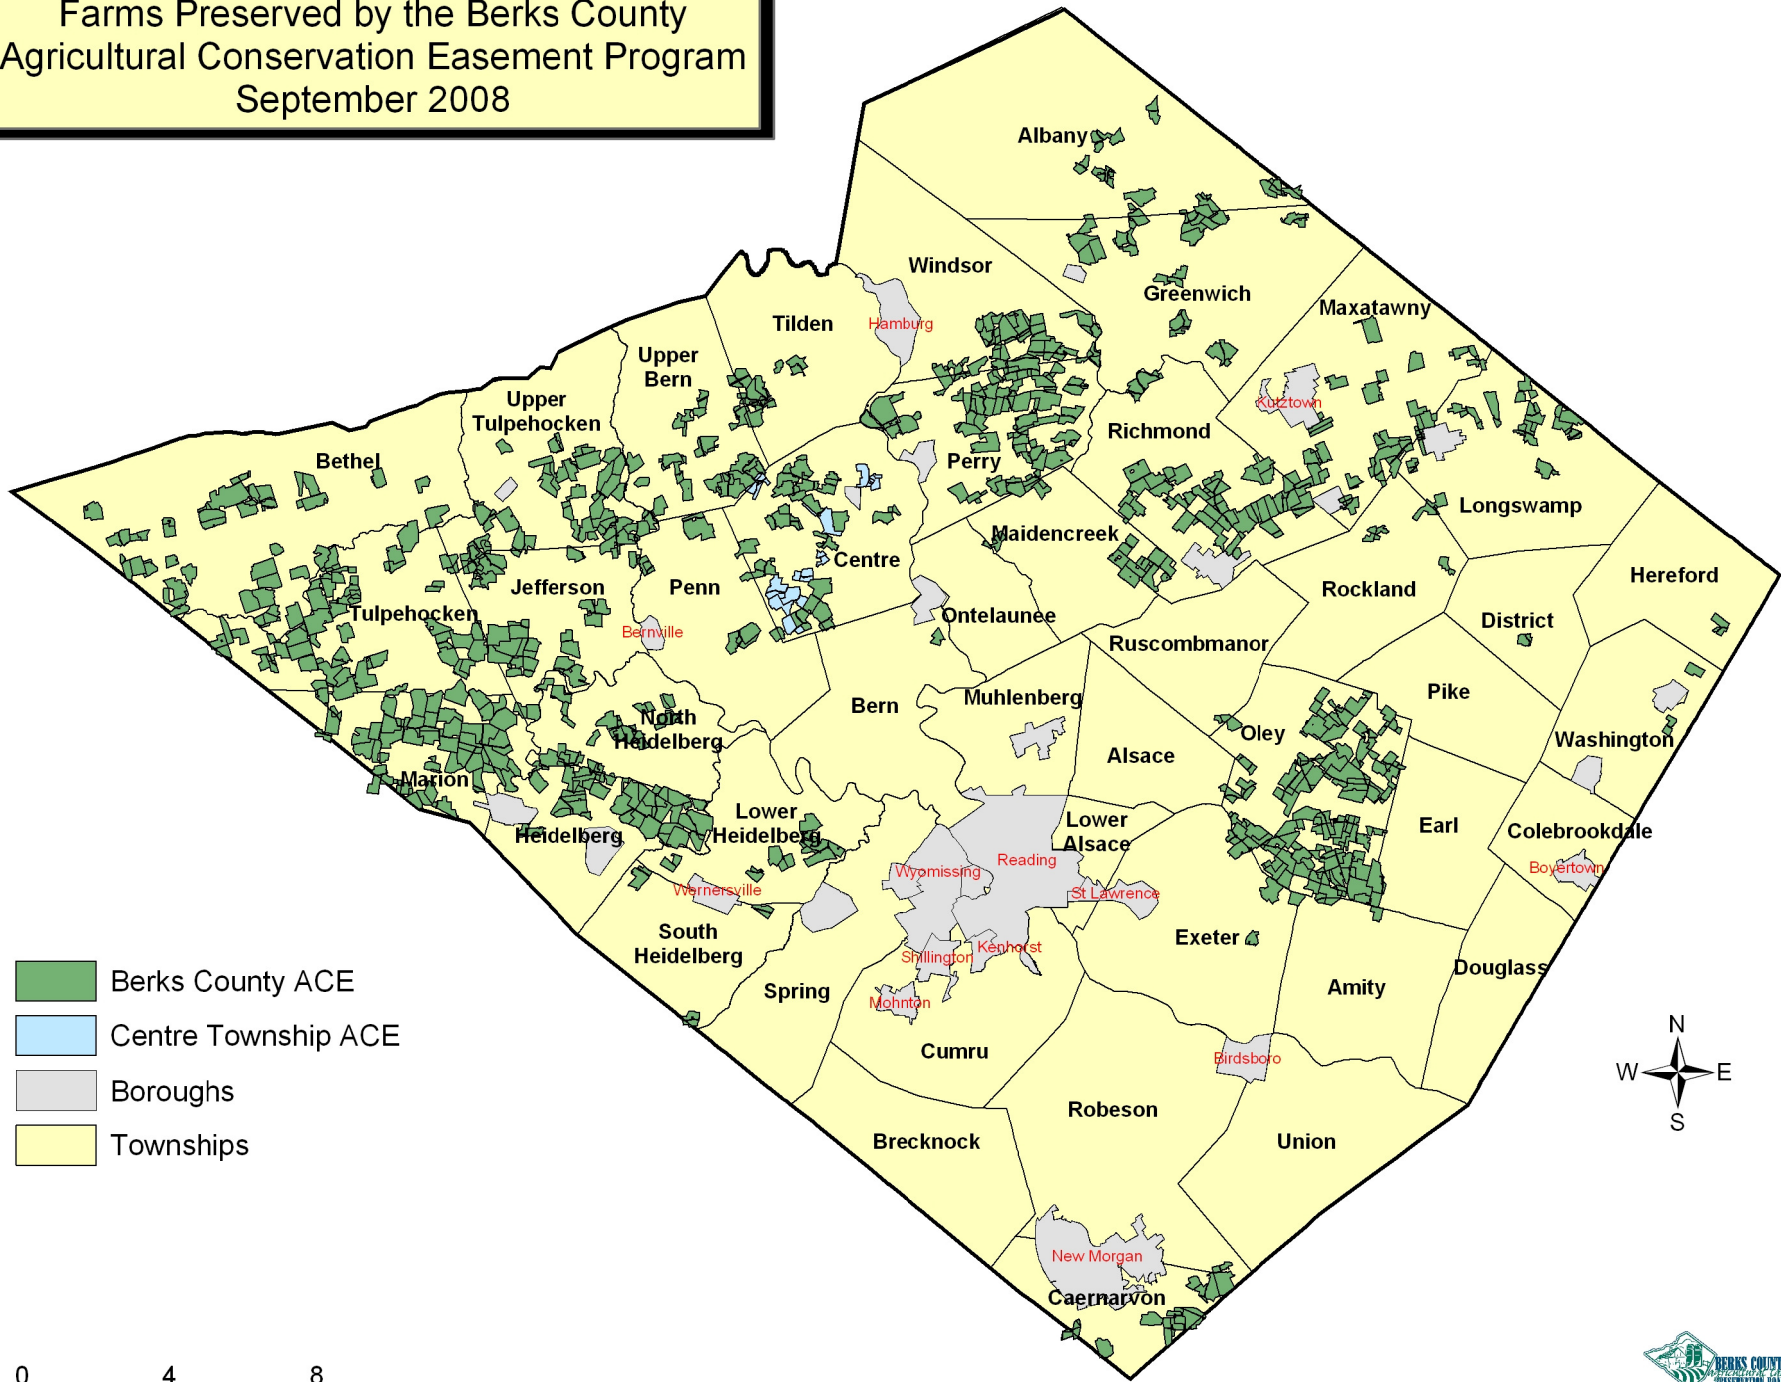 Farms Preserved by the Berks County
Agricultural Conservation Easement Program
September 2008
Albany
Windsor
Greenwich
Maxatawny
Tilden
Hamburg
Upper
Bern
Upper
Tulpehocken
Kutztown
Richmond
Bethel
Perry
Longswamp
Maidencreek
Centre
Jefferson
Penn
Rockland
Hereford
Tulpehocken
Ontelaunee
District
Bernville
Ruscombmanor
Pike
Muhlenberg
Bern
North
Heidelberg
Oley
Washington
Alsace
Marion
Lower
Heidelberg
Lower
Alsace
Earl
Colebrookdale
Heidelberg
Reading
Boyertown
Wyomissing
Wernersville
St Lawrence
South
Heidelberg
Exeter
Kenhorst
Shillington
Douglass
Spring
Amity
Mohnton
Cumru
Birdsboro
Robeson
Brecknock
Union
New Morgan
Caernarvon
Berks County ACE
Centre Township ACE
Boroughs
Townships
N
W E
S
0 4 8
BERKS COUNT